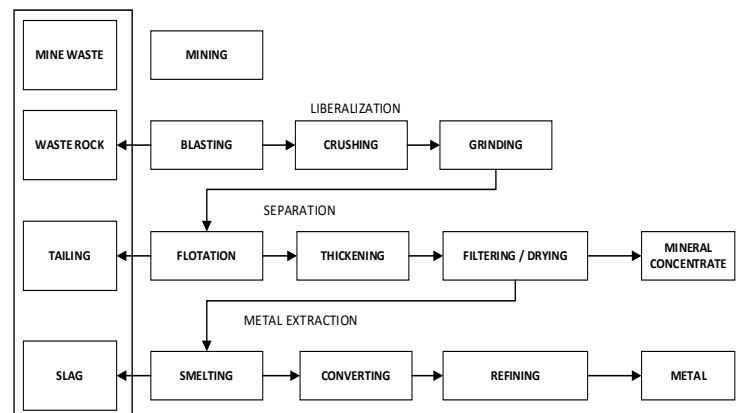 MINE WASTE
MINING
LIBERALIZATION
WASTE ROCK
BLASTING
CRUSHING
GRINDING
SEPARATION
TAILING
FLOTATION
THICKENING
FILTERING / DRYING
MINERAL
CONCENTRATE
METAL EXTRACTION
SLAG
SMELTING
CONVERTING
REFINING
METAL